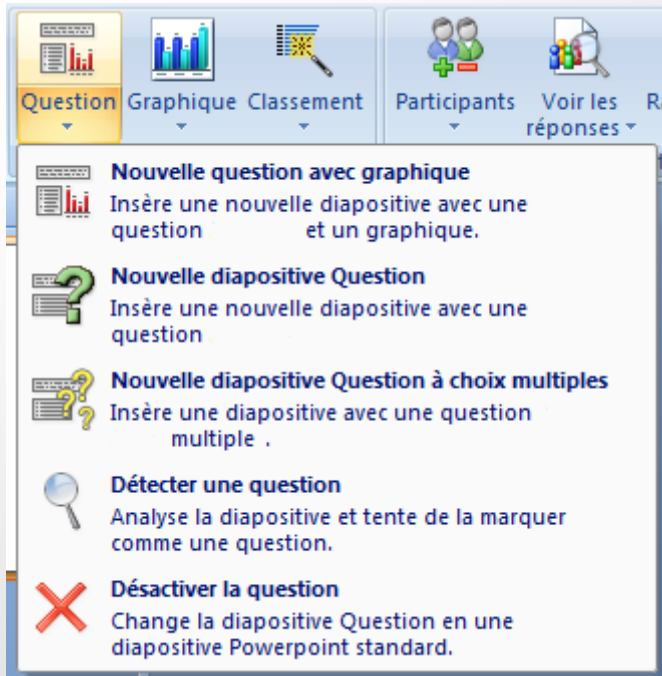 Question Graphique Classement Participants Voir les
réponses
Nouvelle question avec graphique
Insère une nouvelle diapositive avec une
question et un graphique.
Nouvelle diapositive Question
Insère une nouvelle diapositive avec une
question
Nouvelle diapositive Question à choix multiples
Insère une diapositive avec une question
multiple .
Détecter une question
Analyse la diapositive et tente de la marquer
comme une question.
Désactiver la question
Change la diapositive Question en une
diapositive Powerpoint standard.